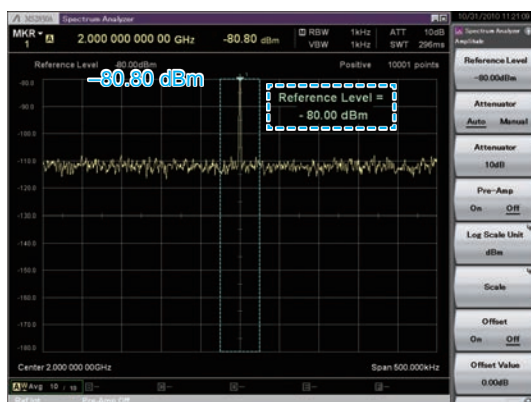 MS2830A Spectrum Analyzer 10/31/2010 11:21:09
MKR 1 2.000 000 000 00 GHz -80.80 dBm RBW 1kHz ATT 10dB
VBW 1kHz SWT 296ms
Reference Level -80.00dBm Positive 10001 points
–80.80 dBm
Reference Level =
- 80.00 dBm
-80.0
-90.0
-100.0
-110.0
-120.0
-130.0
-140.0
-150.0
-160.0
-170.0
-180.0
Center 2.000 000 00GHz Span 500.000kHz
Avg 10 / 10
Ref.Int Pre-Amp Off
Spectrum Analyzer
Amplitude
Reference Level
-80.00dBm
Attenuator
Auto Manual
Attenuator
10dB
Pre-Amp
On Off
Log Scale Unit
dBm
Scale
Offset
On Off
Offset Value
0.00dB